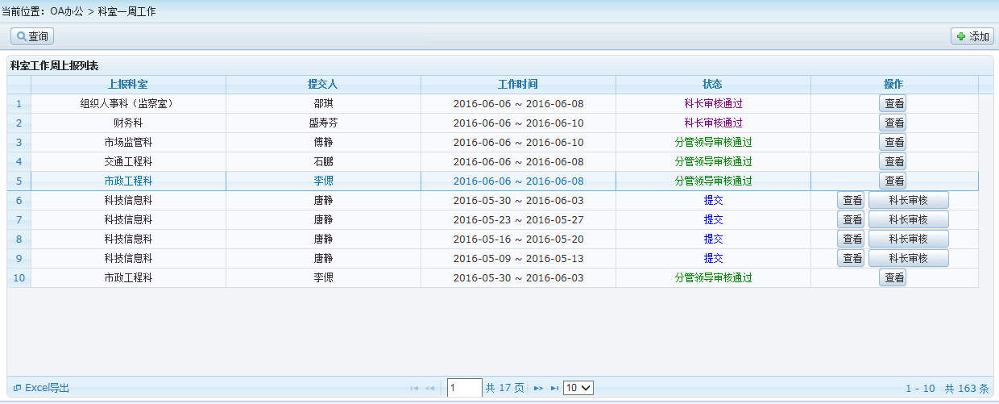 当前位置：OA办公 > 科室一周工作
查询 添加
科室工作周上报列表
上报科室 提交人 工作时间 状态 操作
1 组织人事科（监察室） 邵琪 2016-06-06 ~ 2016-06-08 科长审核通过 查看
2 财务科 盛寿芬 2016-06-06 ~ 2016-06-10 科长审核通过 查看
3 市场监管科 傅静 2016-06-06 ~ 2016-06-10 分管领导审核通过 查看
4 交通工程科 石鹏 2016-06-06 ~ 2016-06-08 分管领导审核通过 查看
5 市政工程科 李偲 2016-06-06 ~ 2016-06-08 分管领导审核通过 查看
6 科技信息科 唐静 2016-05-30 ~ 2016-06-03 提交 查看 科长审核
7 科技信息科 唐静 2016-05-23 ~ 2016-05-27 提交 查看 科长审核
8 科技信息科 唐静 2016-05-16 ~ 2016-05-20 提交 查看 科长审核
9 科技信息科 唐静 2016-05-09 ~ 2016-05-13 提交 查看 科长审核
10 市政工程科 李偲 2016-05-30 ~ 2016-06-03 分管领导审核通过 查看
Excel导出 1 共 17 页 10 1 - 10 共 163 条